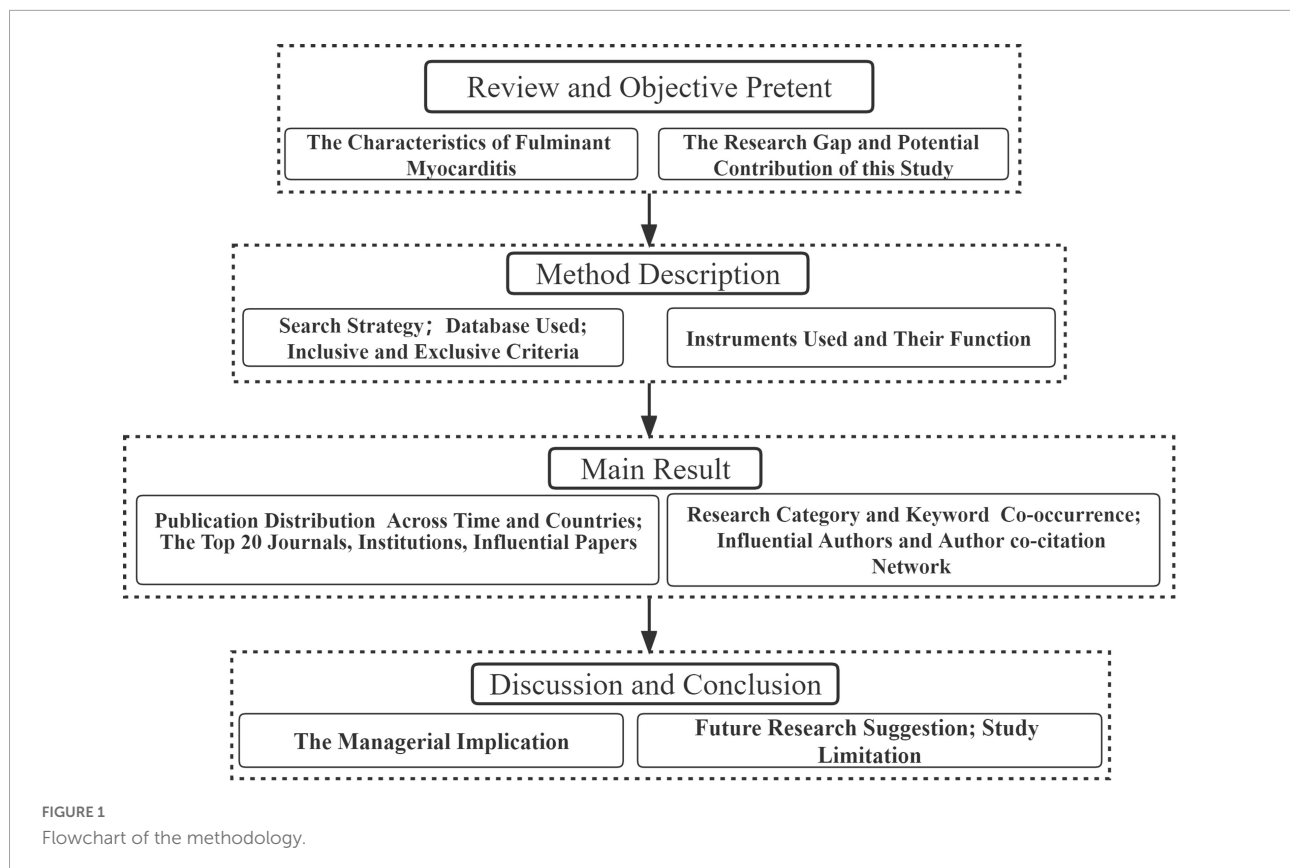 Review and Objective Pretent
The Characteristics of Fulminant
Myocarditis
The Research Gap and Potential
Contribution of this Study
Method Description
Search Strategy；Database Used;
Inclusive and Exclusive Criteria
Instruments Used and Their Function
Main Result
Publication Distribution Across Time and Countries;
The Top 20 Journals, Institutions, Influential Papers
Research Category and Keyword Co-occurrence;
Influential Authors and Author co-citation
Network
Discussion and Conclusion
The Managerial Implication
Future Research Suggestion; Study
Limitation
FIGURE 1
Flowchart of the methodology.